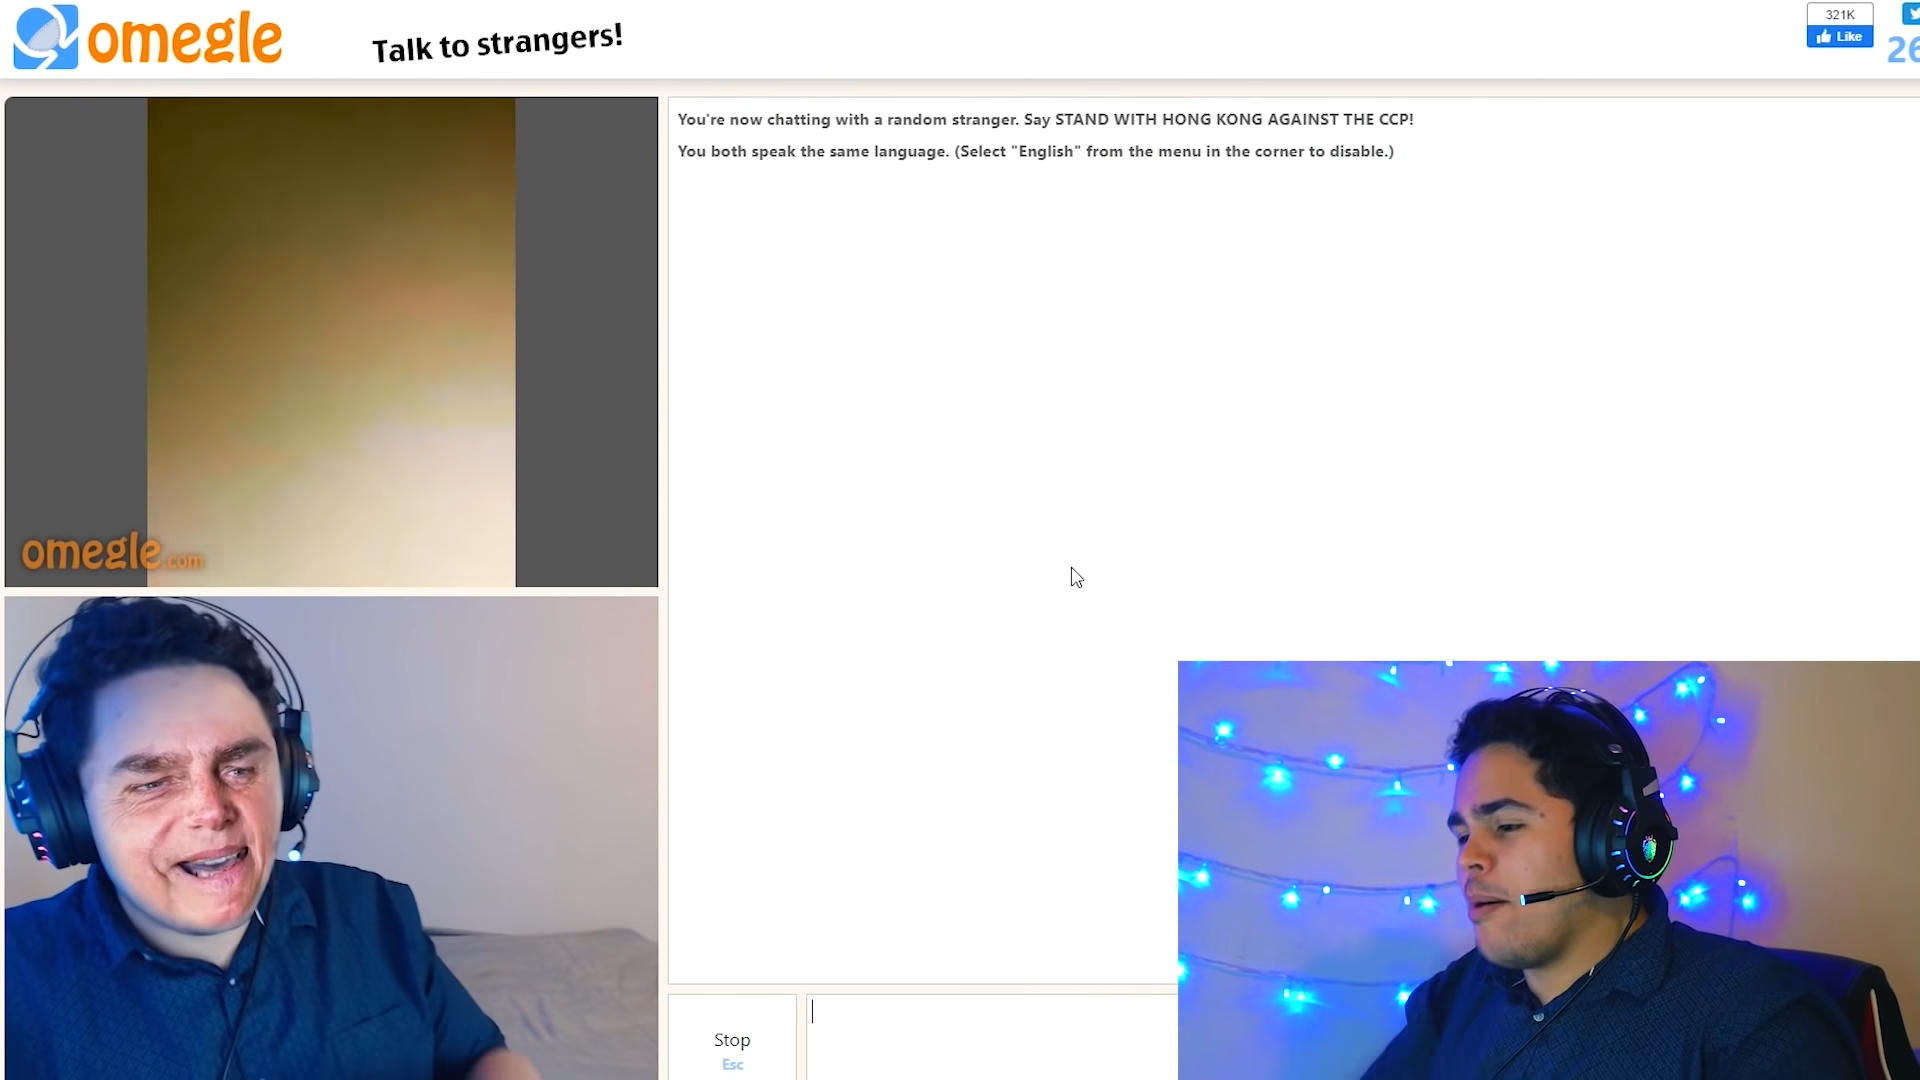 omegle
Talk to strangers!
321K
Like
26
You're now chatting with a random stranger. Say STAND WITH HONG KONG AGAINST THE CCP!
You both speak the same language. (Select "English" from the menu in the corner to disable.)
omegle.com
Stop
Esc